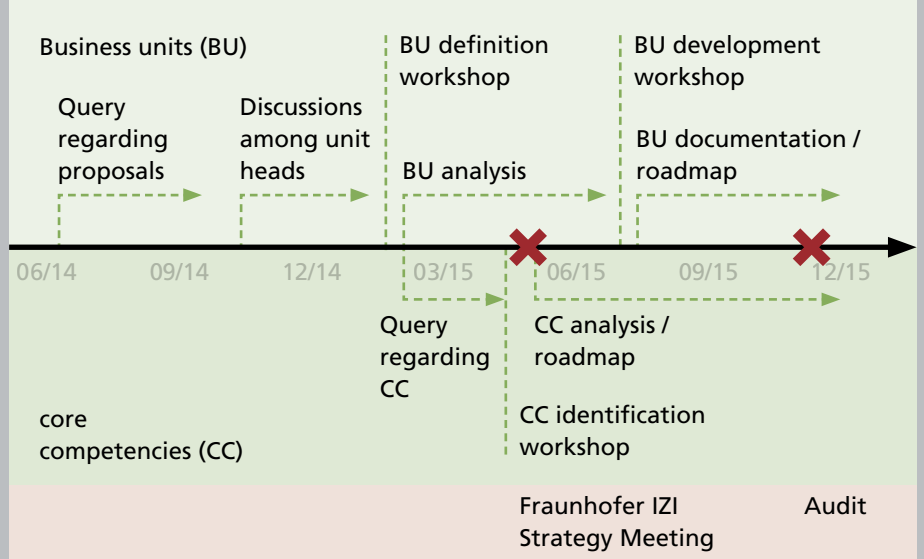 Business units (BU)
Query
regarding
proposals
Discussions
among unit
heads
BU definition
workshop
BU analysis
BU development
workshop
BU documentation /
roadmap
06/14
09/14
12/14
03/15
06/15
09/15
12/15
Query
regarding
CC
CC analysis /
roadmap
CC identification
workshop
core
competencies (CC)
Fraunhofer IZI
Strategy Meeting
Audit